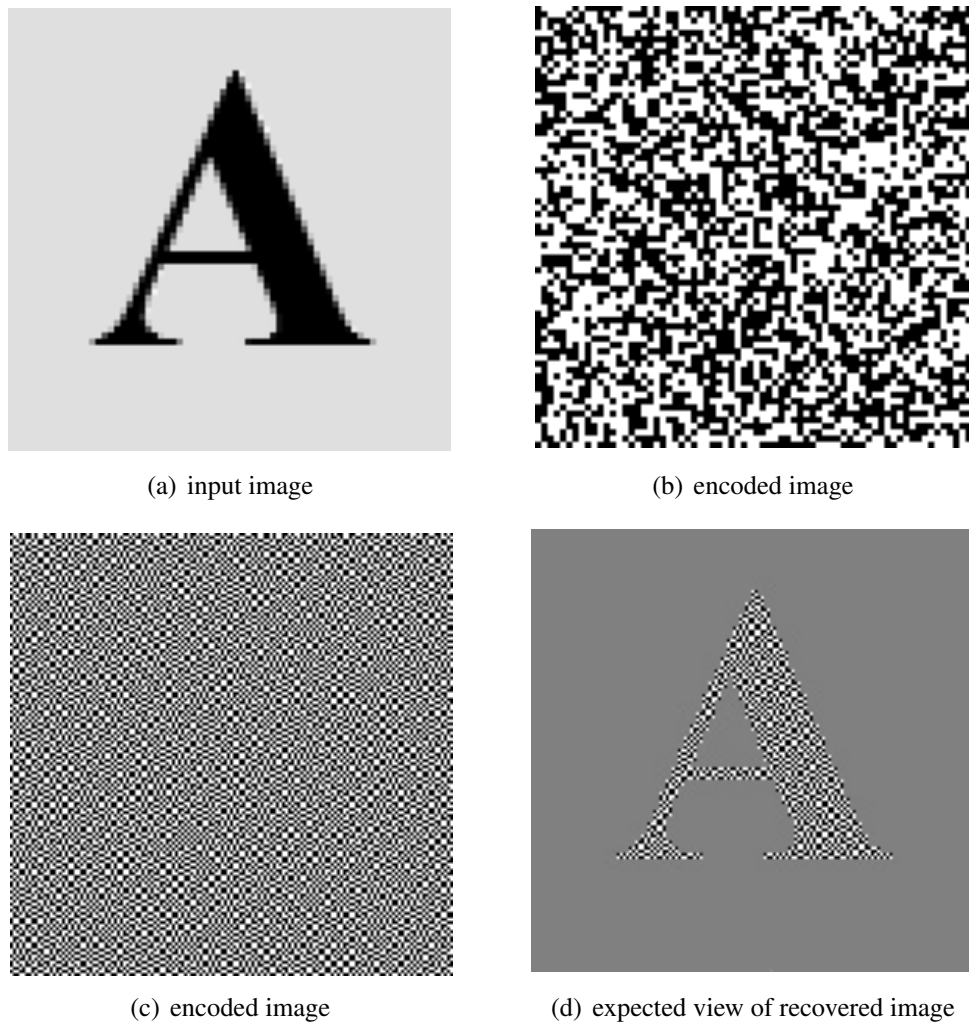 A
(a) input image
(b) encoded image
A
(c) encoded image
(d) expected view of recovered image